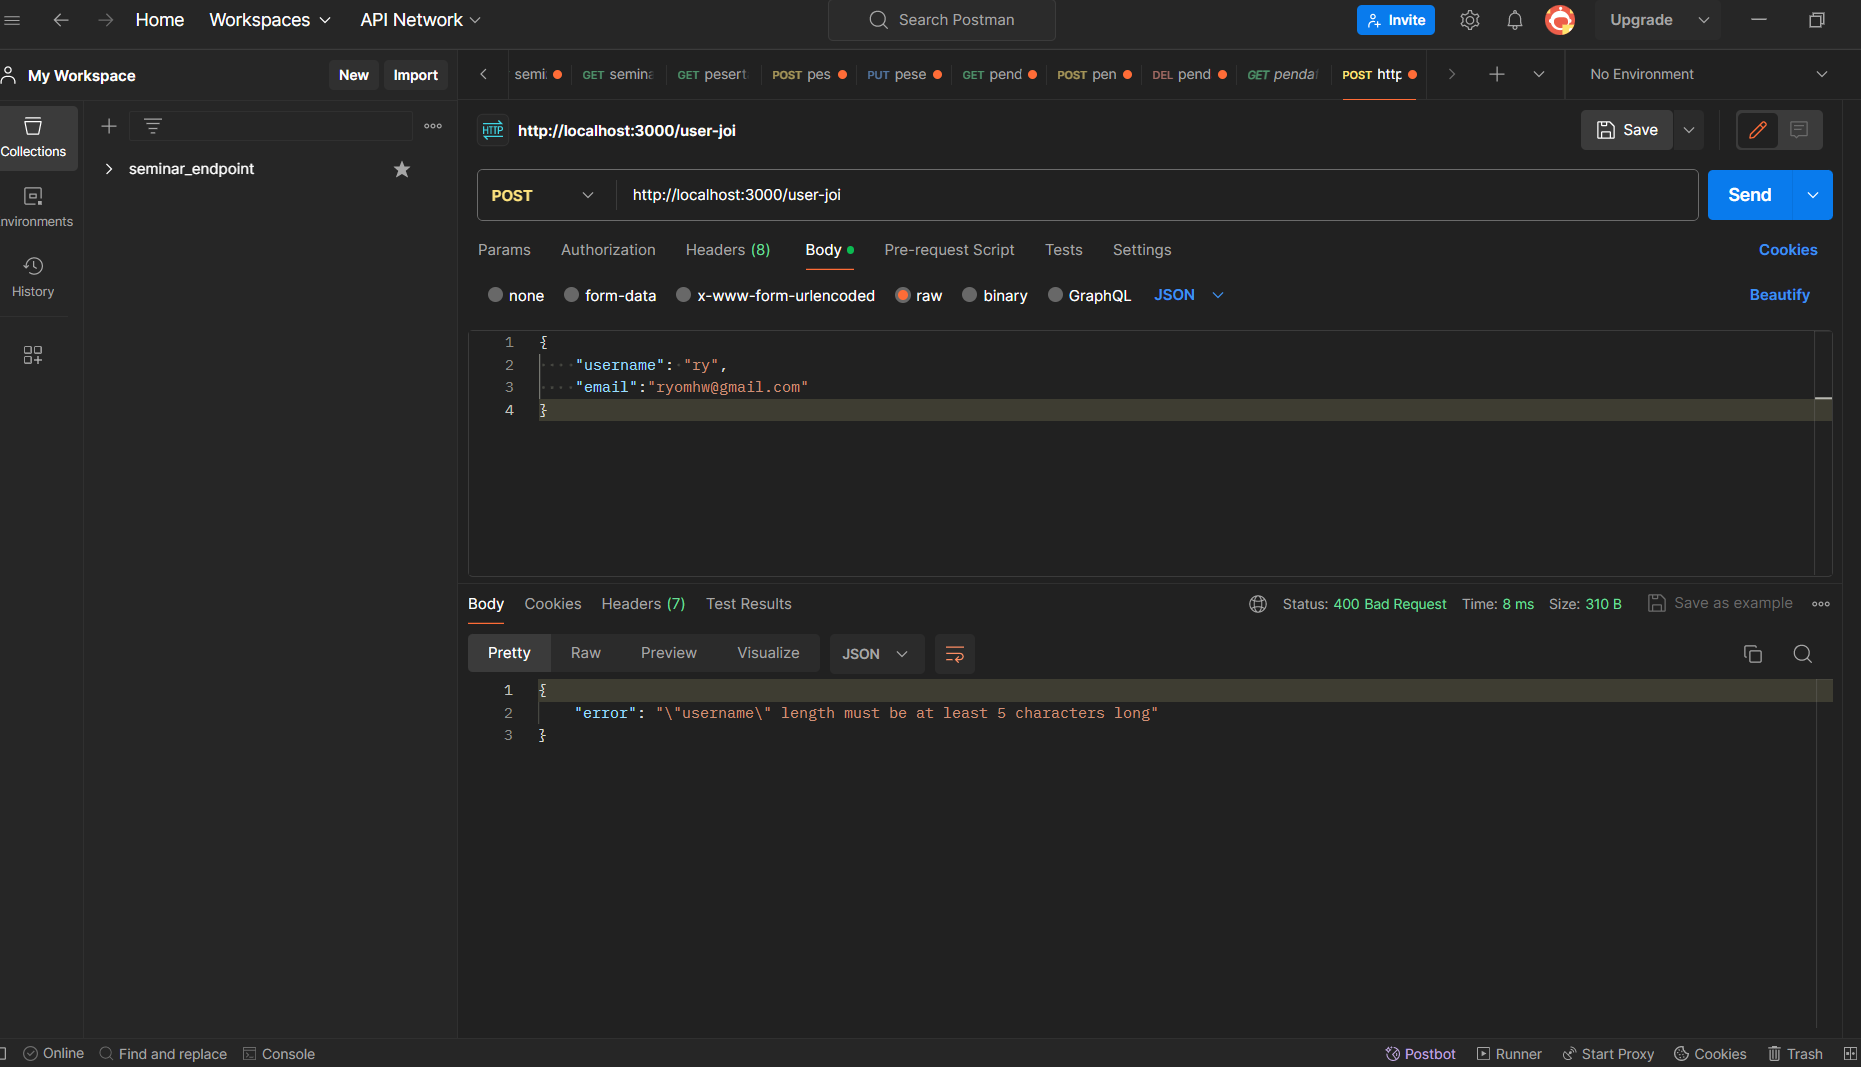 Home Workspaces API Network Search Postman Invite Upgrade
My Workspace New Import
semi GET semina GET pesert POST pes PUT pese GET pend POST pen DEL pend GET penda POST http No Environment
Collections
seminar_endpoint
nvironments
History
HTTP http://localhost:3000/user-joi Save
POST http://localhost:3000/user-joi Send
Params Authorization Headers (8) Body Pre-request Script Tests Settings Cookies
none form-data x-www-form-urlencoded raw binary GraphQL JSON Beautify
1 {
2 "username": "ry",
3 "email":"ryomhw@gmail.com"
4 }
Body Cookies Headers (7) Test Results Status: 400 Bad Request Time: 8 ms Size: 310 B Save as example
Pretty Raw Preview Visualize JSON
1 {
2 "error": "\"username\" length must be at least 5 characters long"
3 }
Online Find and replace Console Postbot Runner Start Proxy Cookies Trash